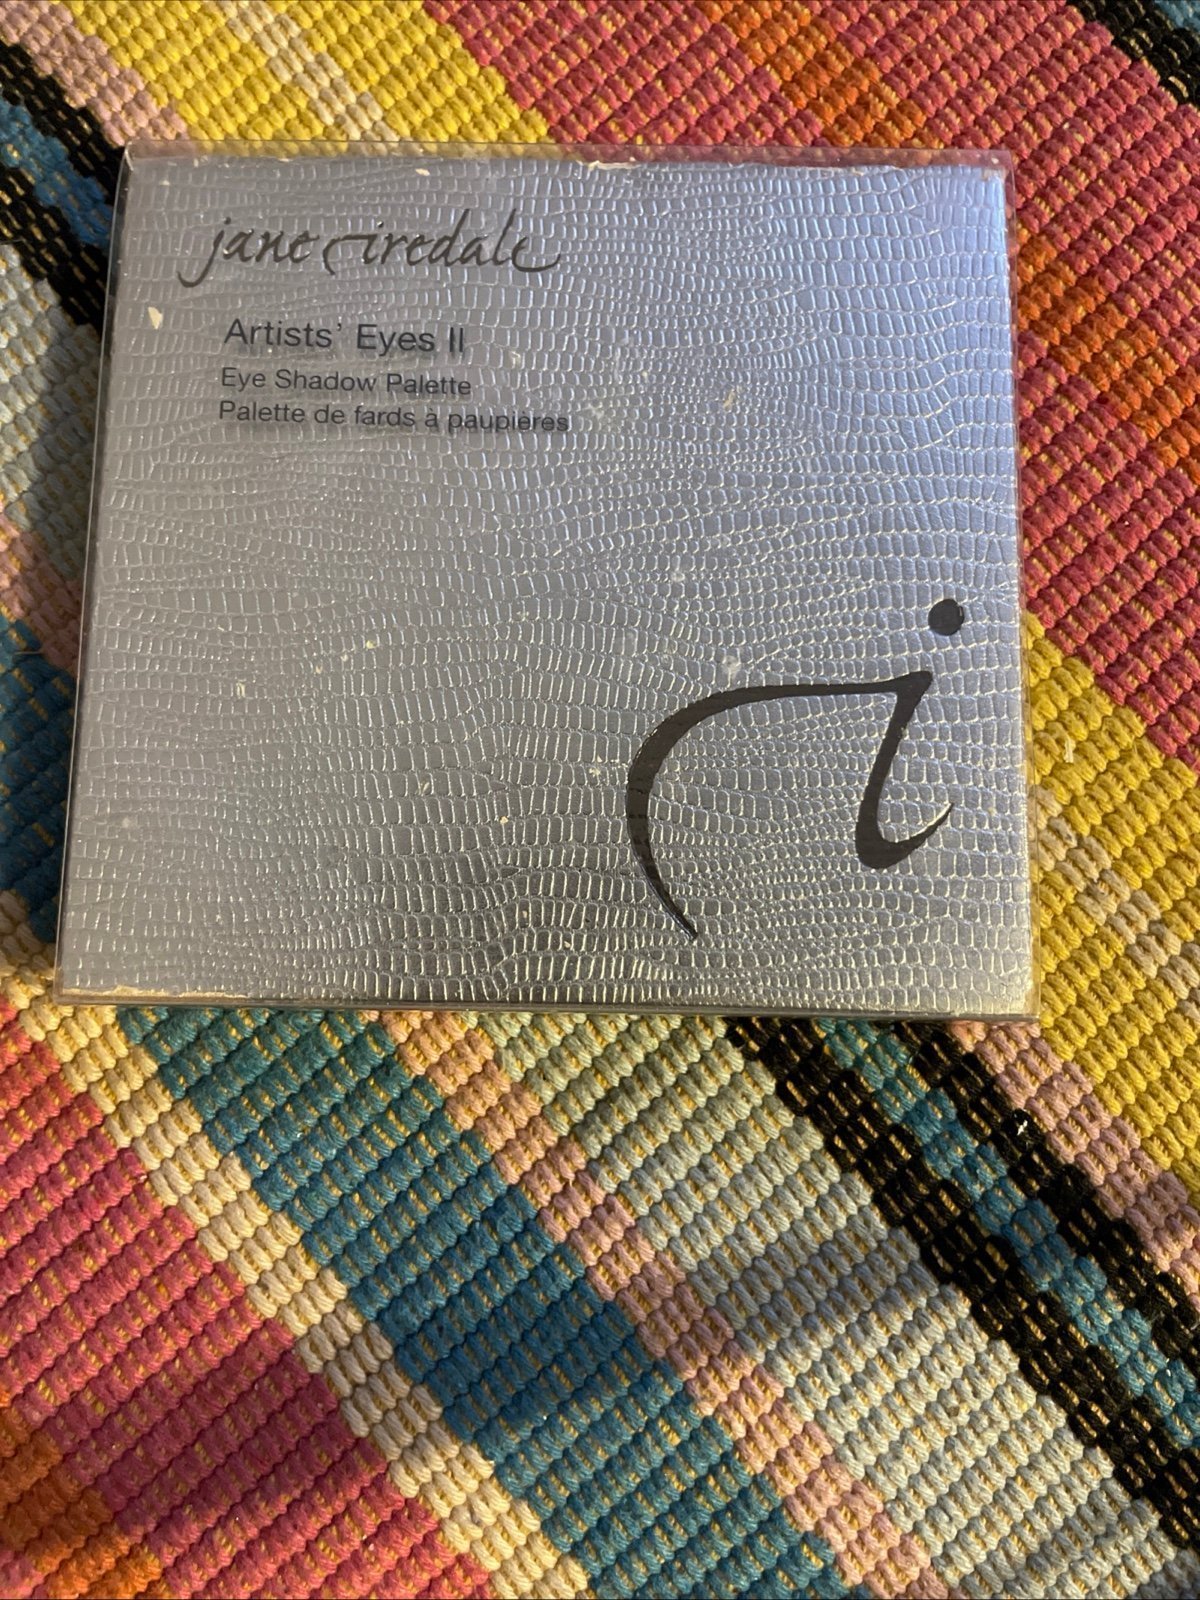 jane iredale
Artists' Eyes II
Eye Shadow Palette
Palette de fards à paupières
i